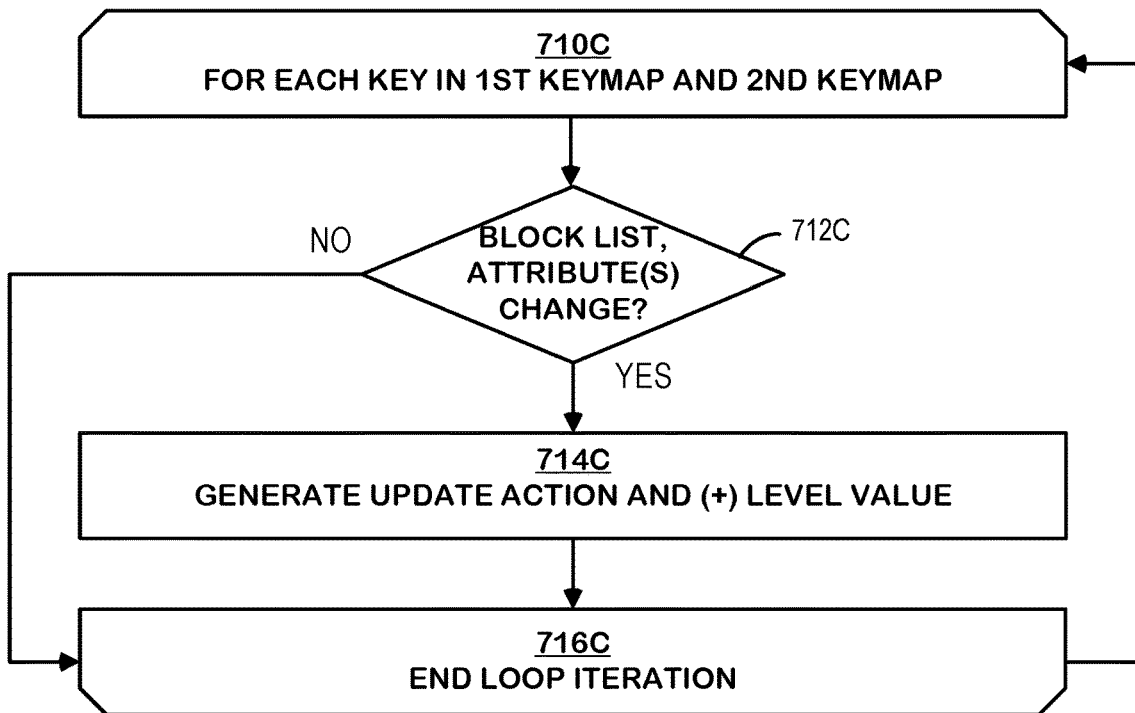 710C
FOR EACH KEY IN 1ST KEYMAP AND 2ND KEYMAP
NO
BLOCK LIST,
ATTRIBUTE(S)
CHANGE?
712C
YES
714C
GENERATE UPDATE ACTION AND (+) LEVEL VALUE
716C
END LOOP ITERATION